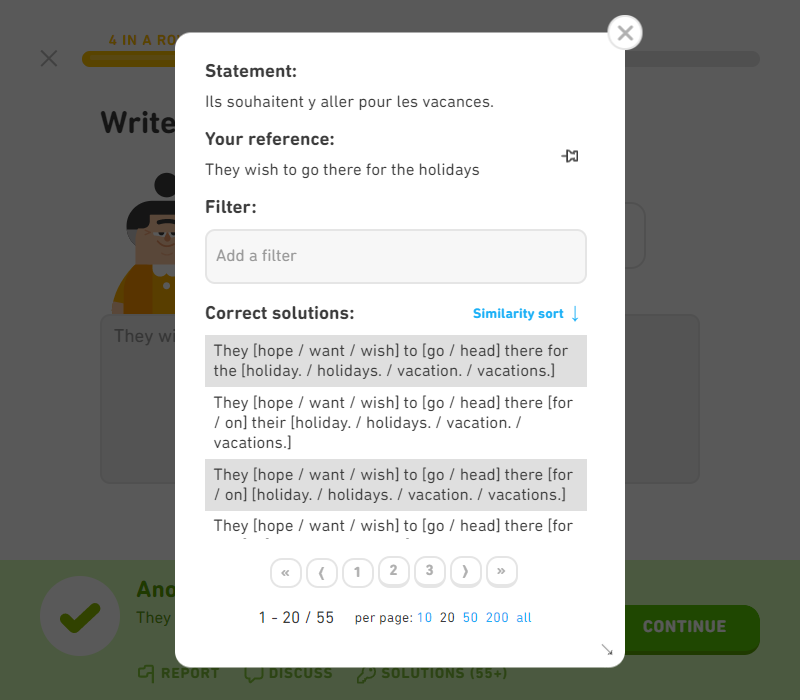 4 IN A RO
Write
Statement:
Ils souhaitent y aller pour les vacances.
Your reference:
They wish to go there for the holidays
Filter:
Add a filter
Correct solutions:
Similarity sort ↓
They [hope / want / wish] to [go / head] there for
the [holiday. / holidays. / vacation. / vacations.]
They [hope / want / wish] to [go / head] there [for
/ on] their [holiday. / holidays. / vacation. /
vacations.]
They [hope / want / wish] to [go / head] there [for
/ on] [holiday. / holidays. / vacation. / vacations.]
They [hope / want / wish] to [go / head] there [for
They wi
« ⟨ 1 2 3 ⟩ »
1 - 20 / 55 per page: 10 20 50 200 all
Ano
They
CONTINUE
REPORT DISCUSS SOLUTIONS (55+)